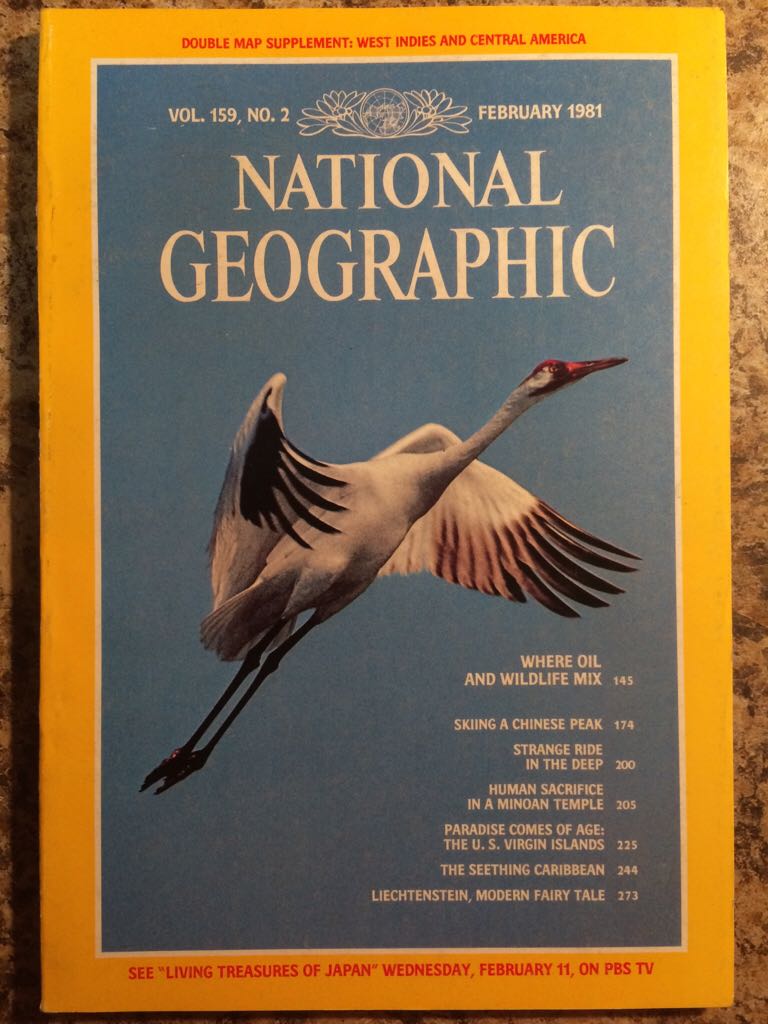 DOUBLE MAP SUPPLEMENT: WEST INDIES AND CENTRAL AMERICA
VOL. 159, NO. 2 FEBRUARY 1981
NATIONAL
GEOGRAPHIC
WHERE OIL
AND WILDLIFE MIX 145
SKIING A CHINESE PEAK 174
STRANGE RIDE
IN THE DEEP 200
HUMAN SACRIFICE
IN A MINOAN TEMPLE 205
PARADISE COMES OF AGE:
THE U. S. VIRGIN ISLANDS 225
THE SEETHING CARIBBEAN 244
LIECHTENSTEIN, MODERN FAIRY TALE 273
SEE "LIVING TREASURES OF JAPAN" WEDNESDAY, FEBRUARY 11, ON PBS TV